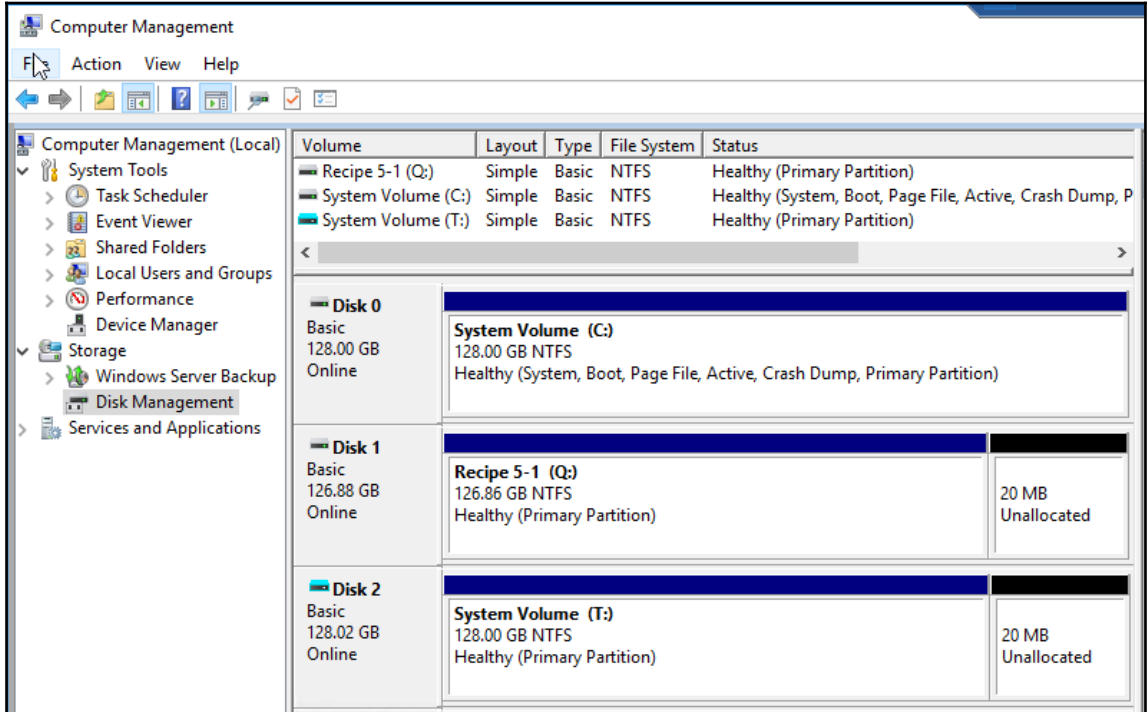 Computer Management
Action View Help
Computer Management (Local)
System Tools
Task Scheduler
Event Viewer
Shared Folders
Local Users and Groups
Performance
Device Manager
Storage
Windows Server Backup
Disk Management
Services and Applications
Volume Layout Type File System Status
Recipe 5-1 (Q:) Simple Basic NTFS Healthy (Primary Partition)
System Volume (C:) Simple Basic NTFS Healthy (System, Boot, Page File, Active, Crash Dump, P
System Volume (T:) Simple Basic NTFS Healthy (Primary Partition)
Disk 0
Basic
128.00 GB
Online
System Volume (C:)
128.00 GB NTFS
Healthy (System, Boot, Page File, Active, Crash Dump, Primary Partition)
Disk 1
Basic
126.88 GB
Online
Recipe 5-1 (Q:)
126.86 GB NTFS
Healthy (Primary Partition)
20 MB
Unallocated
Disk 2
Basic
128.02 GB
Online
System Volume (T:)
128.00 GB NTFS
Healthy (Primary Partition)
20 MB
Unallocated